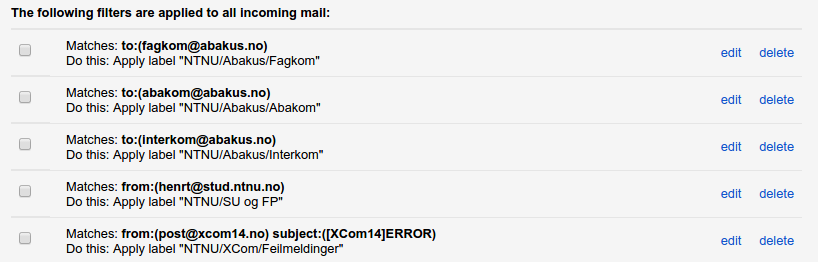 The following filters are applied to all incoming mail:
Matches: to:(fagkom@abakus.no)
Do this: Apply label "NTNU/Abakus/Fagkom"
edit delete
Matches: to:(abakom@abakus.no)
Do this: Apply label "NTNU/Abakus/Abakom"
edit delete
Matches: to:(interkom@abakus.no)
Do this: Apply label "NTNU/Abakus/Interkom"
edit delete
Matches: from:(henrt@stud.ntnu.no)
Do this: Apply label "NTNU/SU og FP"
edit delete
Matches: from:(post@xcom14.no) subject:([XCom14]ERROR)
Do this: Apply label "NTNU/XCom/Feilmeldinger"
edit delete